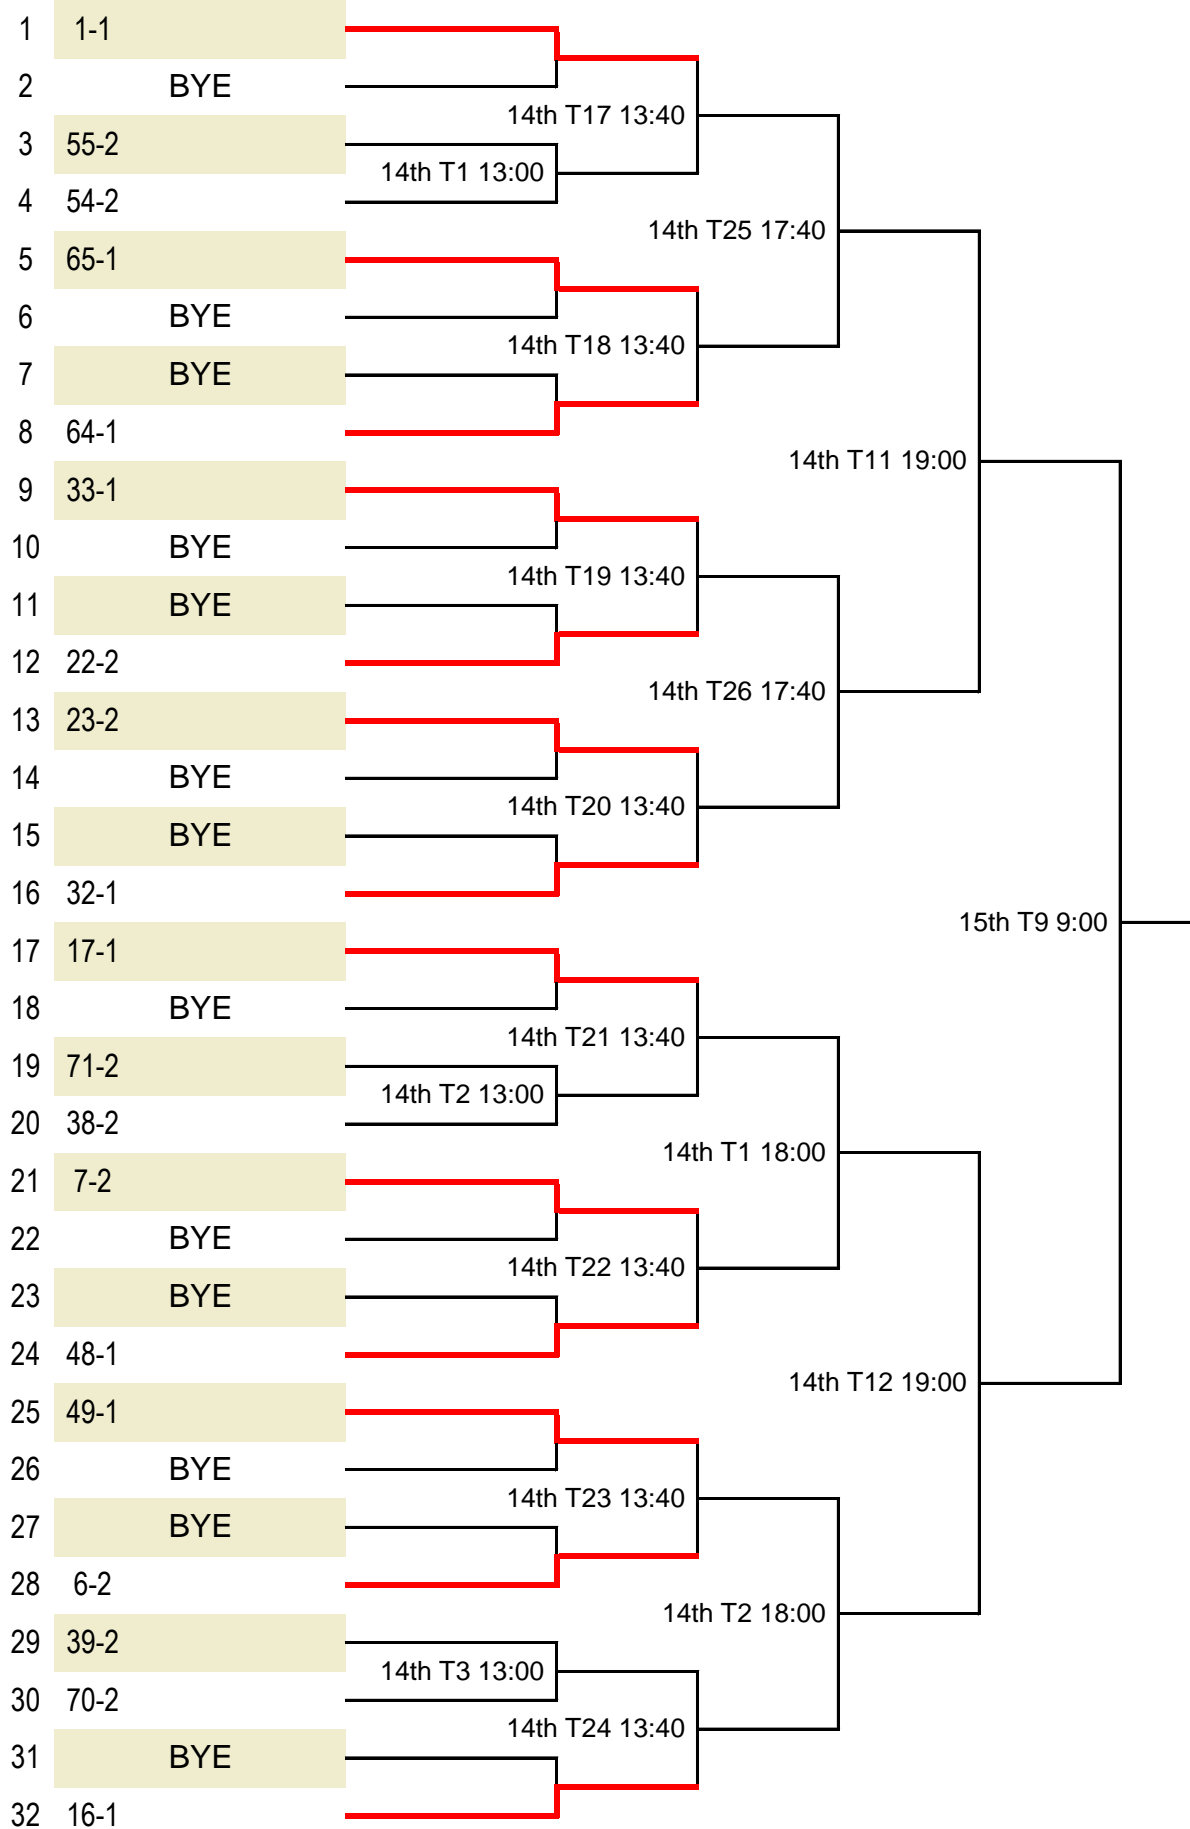 1 1-1
2 BYE
14th T17 13:40
3 55-2
14th T1 13:00
4 54-2
14th T25 17:40
5 65-1
6 BYE
14th T18 13:40
7 BYE
8 64-1
14th T11 19:00
9 33-1
10 BYE
14th T19 13:40
11 BYE
12 22-2
14th T26 17:40
13 23-2
14 BYE
14th T20 13:40
15 BYE
16 32-1
15th T9 9:00
17 17-1
18 BYE
14th T21 13:40
19 71-2
14th T2 13:00
20 38-2
14th T1 18:00
21 7-2
22 BYE
14th T22 13:40
23 BYE
24 48-1
14th T12 19:00
25 49-1
26 BYE
14th T23 13:40
27 BYE
28 6-2
14th T2 18:00
29 39-2
14th T3 13:00
30 70-2
14th T24 13:40
31 BYE
32 16-1